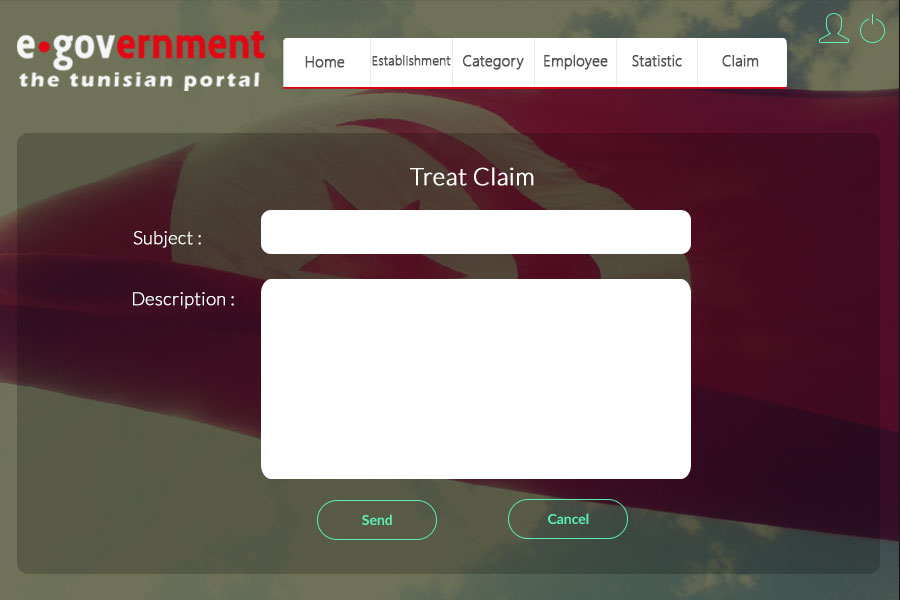 e•government
the tunisian portal
Home Establishment Category Employee Statistic Claim
Treat Claim
Subject :
Description :
Send Cancel